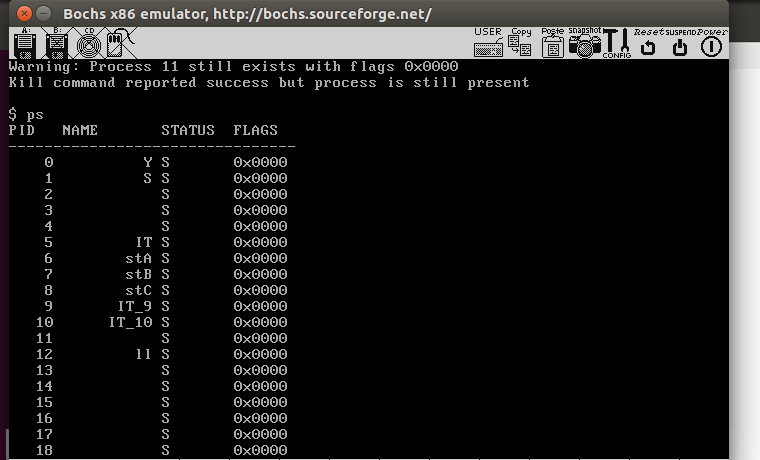 Bochs x86 emulator, http://bochs.sourceforge.net/
A: B: CD USER Copy Poste snapshot CONFIG Reset SUSPEND Power
Warning: Process 11 still exists with flags 0x0000
Kill command reported success but process is still present
$ ps
PID NAME STATUS FLAGS
--------------------------------
0 Y S 0x0000
1 S S 0x0000
2 S 0x0000
3 S 0x0000
4 S 0x0000
5 IT S 0x0000
6 stA S 0x0000
7 stB S 0x0000
8 stC S 0x0000
9 IT_9 S 0x0000
10 IT_10 S 0x0000
11 S 0x0000
12 ll S 0x0000
13 S 0x0000
14 S 0x0000
15 S 0x0000
16 S 0x0000
17 S 0x0000
18 S 0x0000